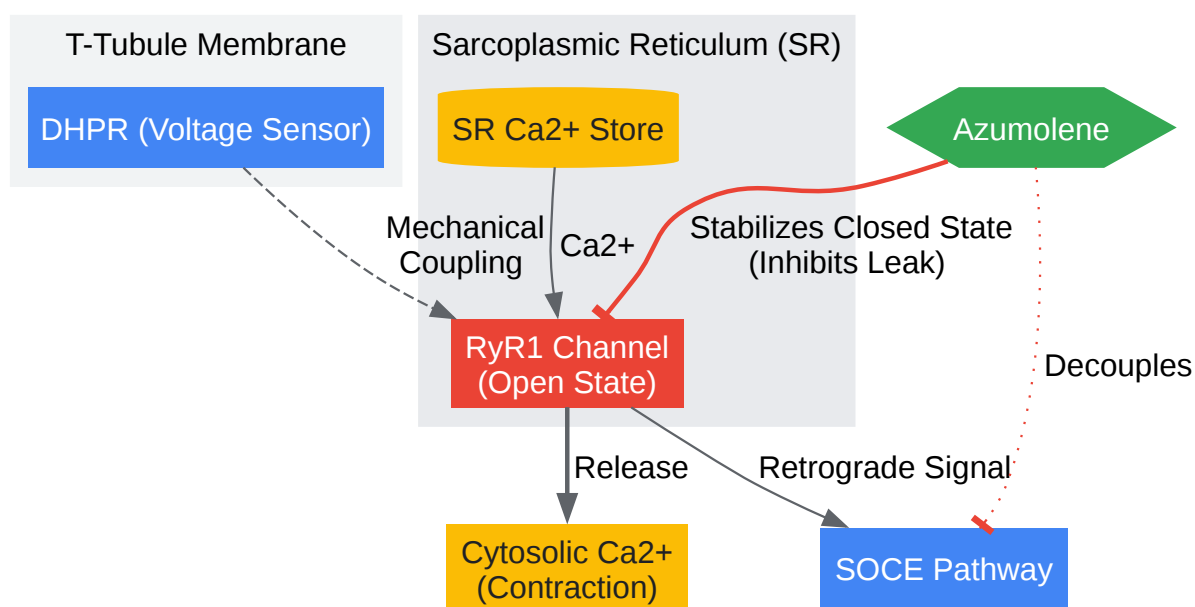 T-Tubule Membrane
Sarcoplasmic Reticulum (SR)
DHPR (Voltage Sensor)
SR Ca2+ Store
Azumolene
Mechanical
Coupling
Ca2+
Stabilizes Closed State
(Inhibits Leak)
RyR1 Channel
(Open State)
Decouples
Release
Retrograde Signal
Cytosolic Ca2+
(Contraction)
SOCE Pathway